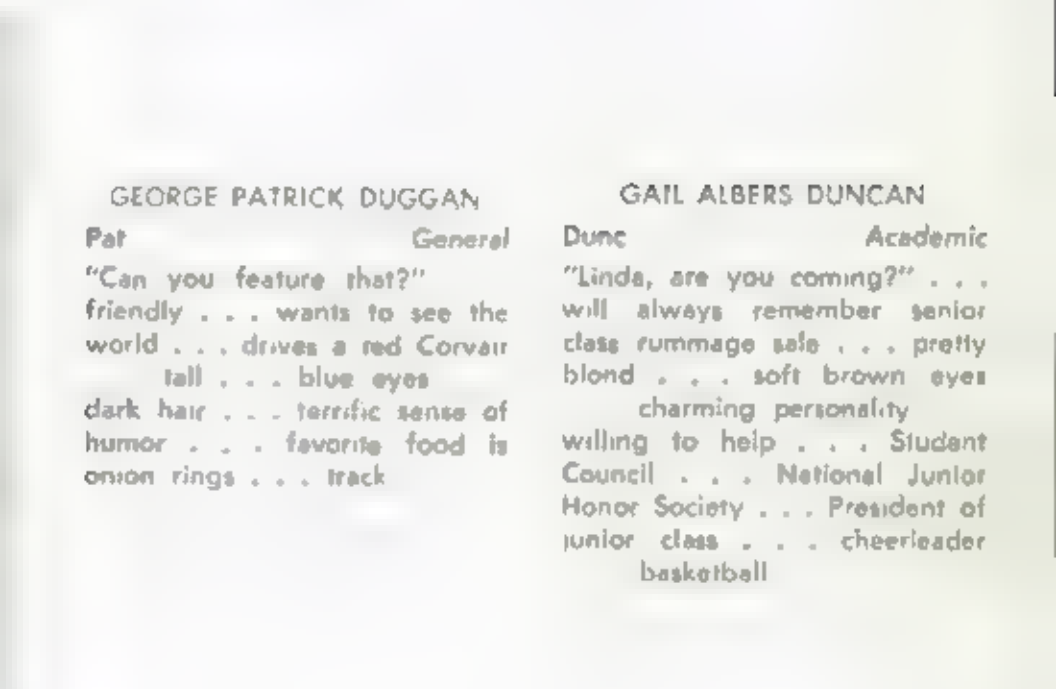 GEORGE PATRICK DUGGAN
Pat General
"Can you feature that?"
friendly . . . wants to see the
world . . . drives a red Corvair
tall . . . blue eyes
dark hair . . . terrific sense of
humor . . . favorite food is
onion rings . . . track
GAIL ALBERS DUNCAN
Dunc Academic
"Linda, are you coming?" . . .
will always remember senior
class rummage sale . . . pretty
blond . . . soft brown eyes
charming personality
willing to help . . . Student
Council . . . National Junior
Honor Society . . . President of
junior class . . . cheerleader
basketball